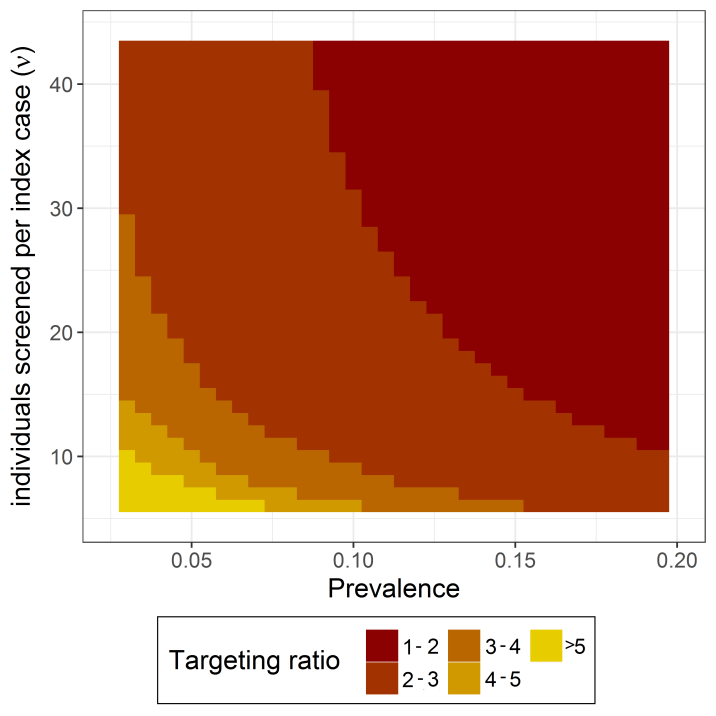 individuals screened per index case (ν)
40
30
20
10
0.05 0.10 0.15 0.20
Prevalence
Targeting ratio
1 - 2 3 - 4 >5
2 - 3 4 - 5